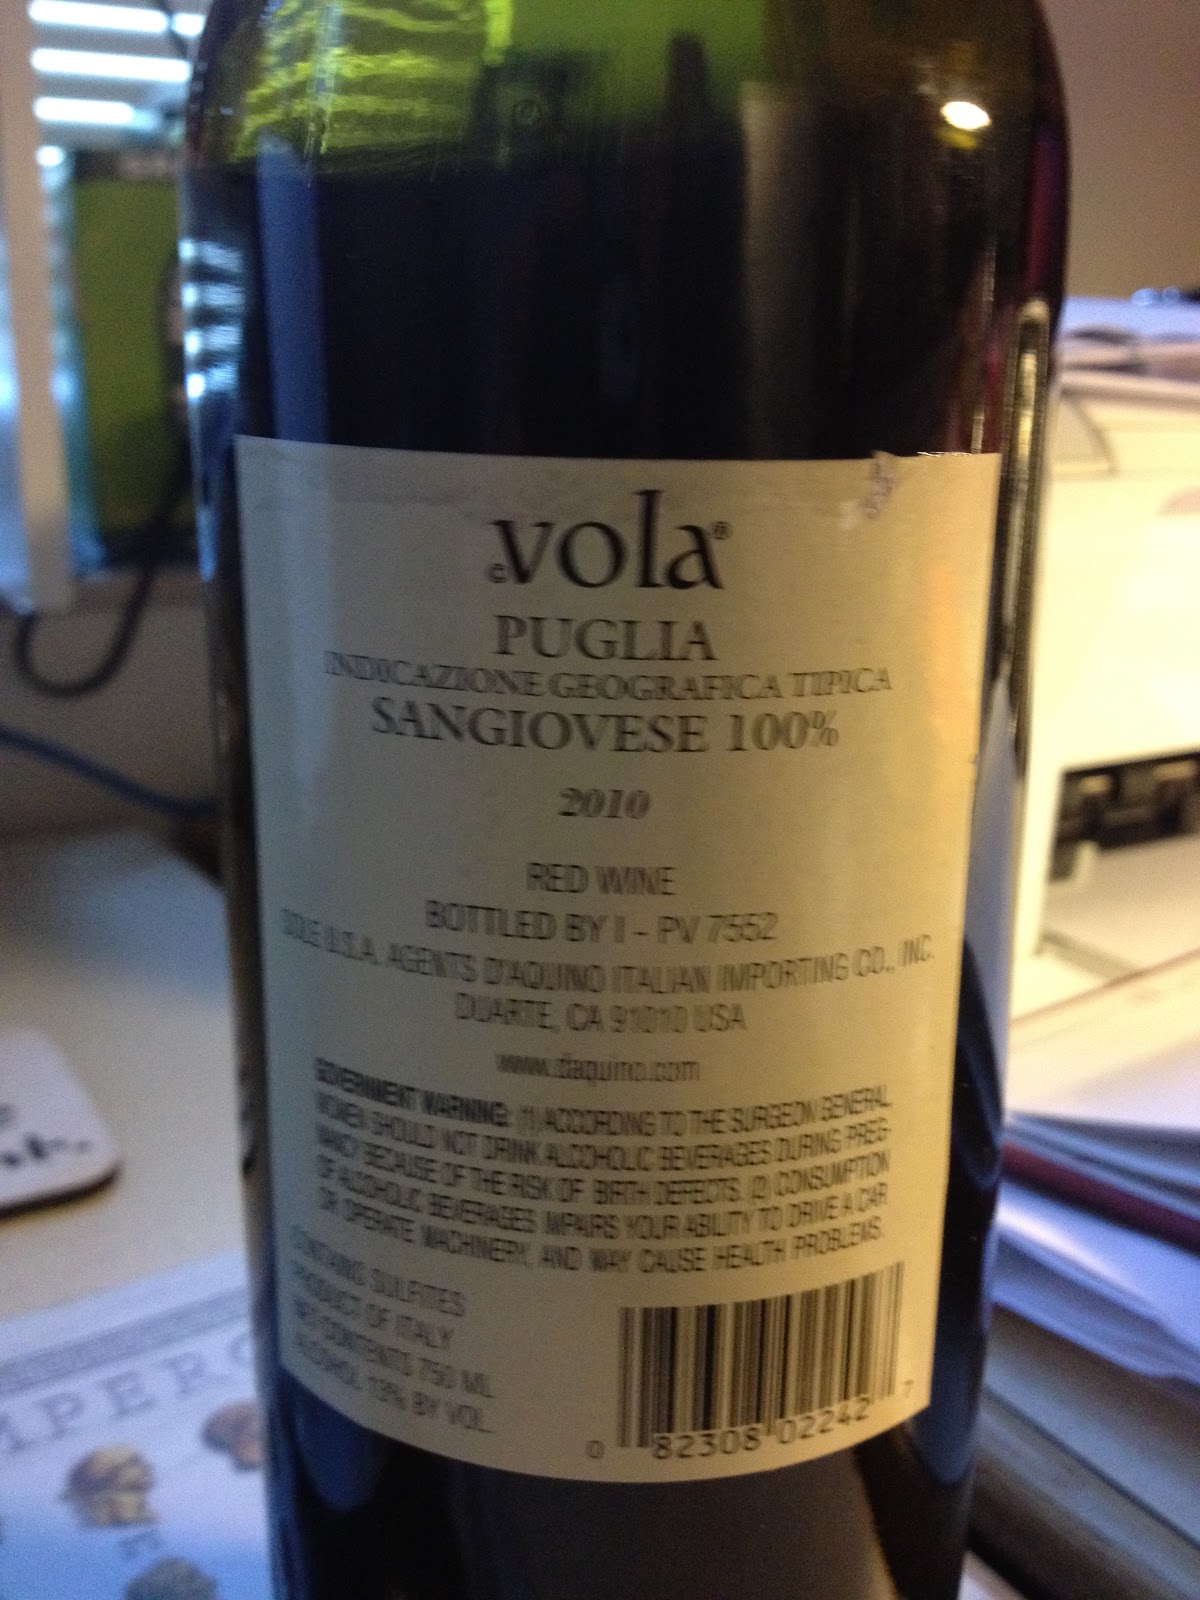 ©vola®
PUGLIA
INDICAZIONE GEOGRAFICA TIPICA
SANGIOVESE 100%
2010
RED WINE
BOTTLED BY I - PV 7552
SOLE U.S.A. AGENTS D'AQUINO ITALIAN IMPORTING CO., INC.
DUARTE, CA 91010 USA
www.daquino.com
GOVERNMENT WARNING: (1) ACCORDING TO THE SURGEON GENERAL,
WOMEN SHOULD NOT DRINK ALCOHOLIC BEVERAGES DURING PREG-
NANCY BECAUSE OF THE RISK OF BIRTH DEFECTS. (2) CONSUMPTION
OF ALCOHOLIC BEVERAGES IMPAIRS YOUR ABILITY TO DRIVE A CAR
OR OPERATE MACHINERY, AND MAY CAUSE HEALTH PROBLEMS.
CONTAINS SULFITES
PRODUCT OF ITALY
NET CONTENTS 750 ML
ALCOHOL 13% BY VOL.
0 82308 02242 7